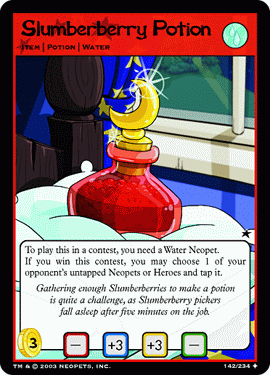 Slumberberry Potion
ITEM | POTION | WATER
To play this in a contest, you need a Water Neopet.
If you win this contest, you may choose 1 of your
opponent's untapped Neopets or Heroes and tap it.
Gathering enough Slumberberries to make a potion
is quite a challenge, as Slumberberry pickers
fall asleep after five minutes on the job.
3
– +3 +3 –
TM & © 2003 NEOPETS, INC. 142/234 ♦